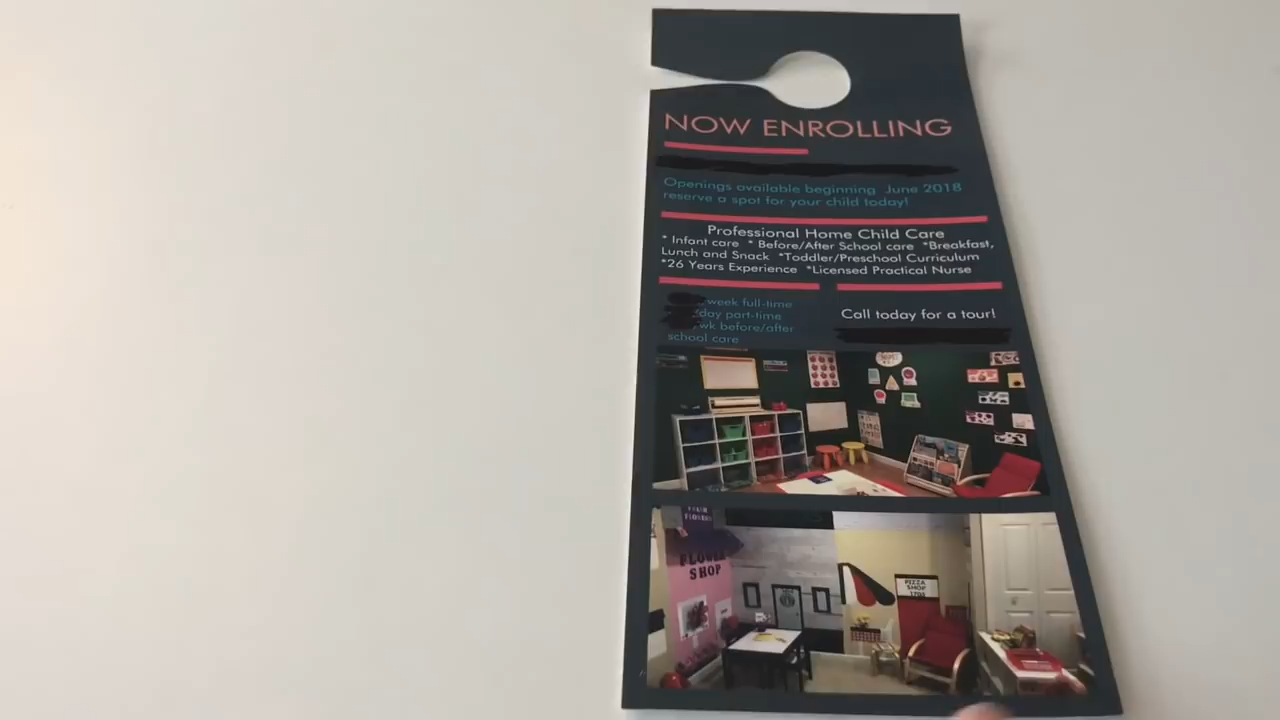 NOW ENROLLING
Openings available beginning June 2018
reserve a spot for your child today!
Professional Home Child Care
* Infant care * Before/After School care *Breakfast,
Lunch and Snack *Toddler/Preschool Curriculum
*26 Years Experience *Licensed Practical Nurse
week full-time
/day part-time
wk before/after
school care
Call today for a tour!
FLOWER
SHOP
PIZZA
SHOP